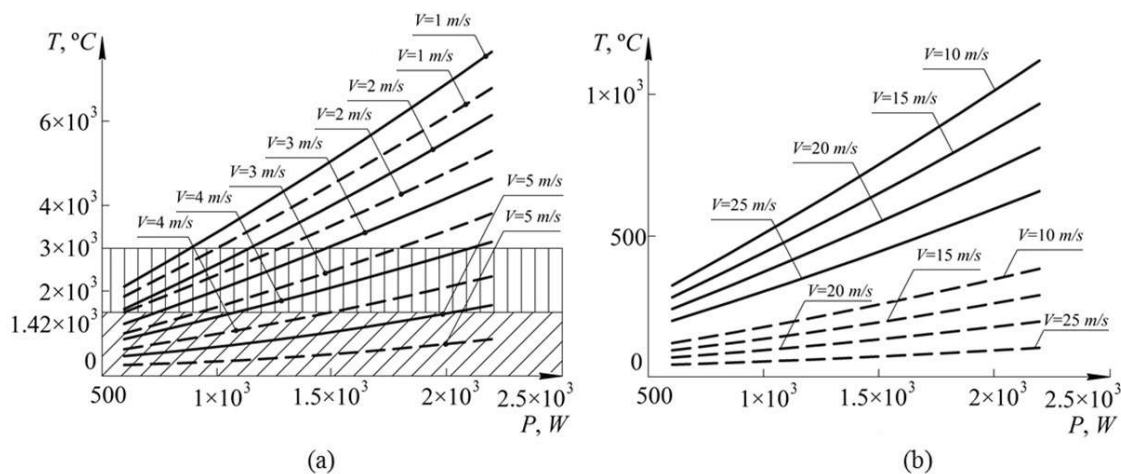 T, ºC
6×10³
4×10³
3×10³
2×10³
1.42×10³
0
500
1×10³
1.5×10³
2×10³
2.5×10³
P, W
V=1 m/s
V=1 m/s
V=2 m/s
V=2 m/s
V=3 m/s
V=3 m/s
V=4 m/s
V=4 m/s
V=5 m/s
V=5 m/s
(a)
T, ºC
1×10³
500
0
500
1×10³
1.5×10³
2×10³
2.5×10³
P, W
V=10 m/s
V=15 m/s
V=20 m/s
V=25 m/s
V=10 m/s
V=15 m/s
V=20 m/s
V=25 m/s
(b)